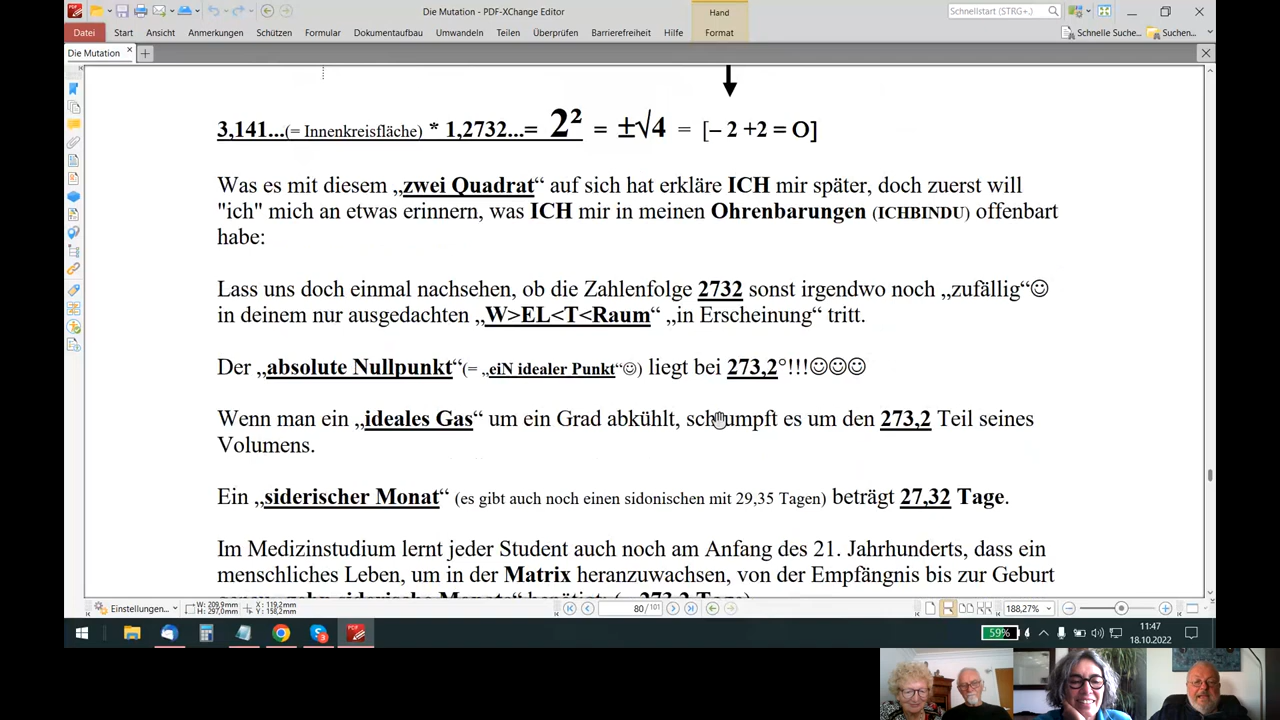 Die Mutation - PDF-XChange Editor
Hand
Schnellstart (STRG+.)
Datei Start Ansicht Anmerkungen Schützen Formular Dokumentaufbau Umwandeln Teilen Überprüfen Barrierefreiheit Hilfe Format Schnelle Suche... Suchen...
Die Mutation
3,141...(= Innenkreisfläche) * 1,2732...= 2² = ±√4 = [– 2 +2 = O]
Was es mit diesem „zwei Quadrat“ auf sich hat erkläre ICH mir später, doch zuerst will
"ich" mich an etwas erinnern, was ICH mir in meinen Ohrenbarungen (ICHBINDU) offenbart
habe:
Lass uns doch einmal nachsehen, ob die Zahlenfolge 2732 sonst irgendwo noch „zufällig“☺
in deinem nur ausgedachten „W>EL<T<Raum“ „in Erscheinung“ tritt.
Der „absolute Nullpunkt“(= „eiN idealer Punkt“☺) liegt bei 273,2°!!!☺☺☺
Wenn man ein „ideales Gas“ um ein Grad abkühlt, schrumpft es um den 273,2 Teil seines
Volumens.
Ein „siderischer Monat“ (es gibt auch noch einen sidonischen mit 29,35 Tagen) beträgt 27,32 Tage.
Im Medizinstudium lernt jeder Student auch noch am Anfang des 21. Jahrhunderts, dass ein
menschliches Leben, um in der Matrix heranzuwachsen, von der Empfängnis bis zur Geburt
Einstellungen... W: 209,9mm X: 119,2mm 80 / 101 188,27%
H: 297,0mm Y: 158,2mm
59% 11:47
18.10.2022